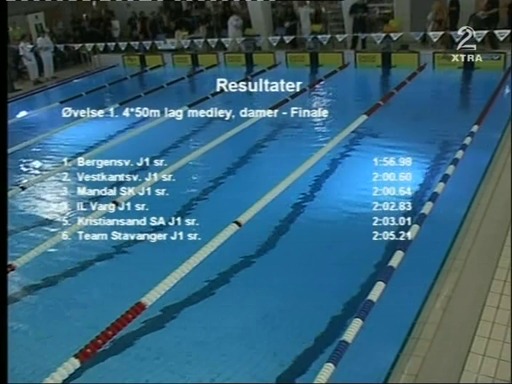 2
XTRA
Resultater
Øvelse 1. 4*50m lag medley, damer - Finale
1. Bergensv. J1 sr. 1:56.98
2. Vestkantsv. J1 sr. 2:00.60
3. Mandal SK J1 sr. 2:00.64
3. IL Varg J1 sr. 2:02.83
5. Kristiansand SA J1 sr. 2:03.01
6. Team Stavanger J1 sr. 2:05.21